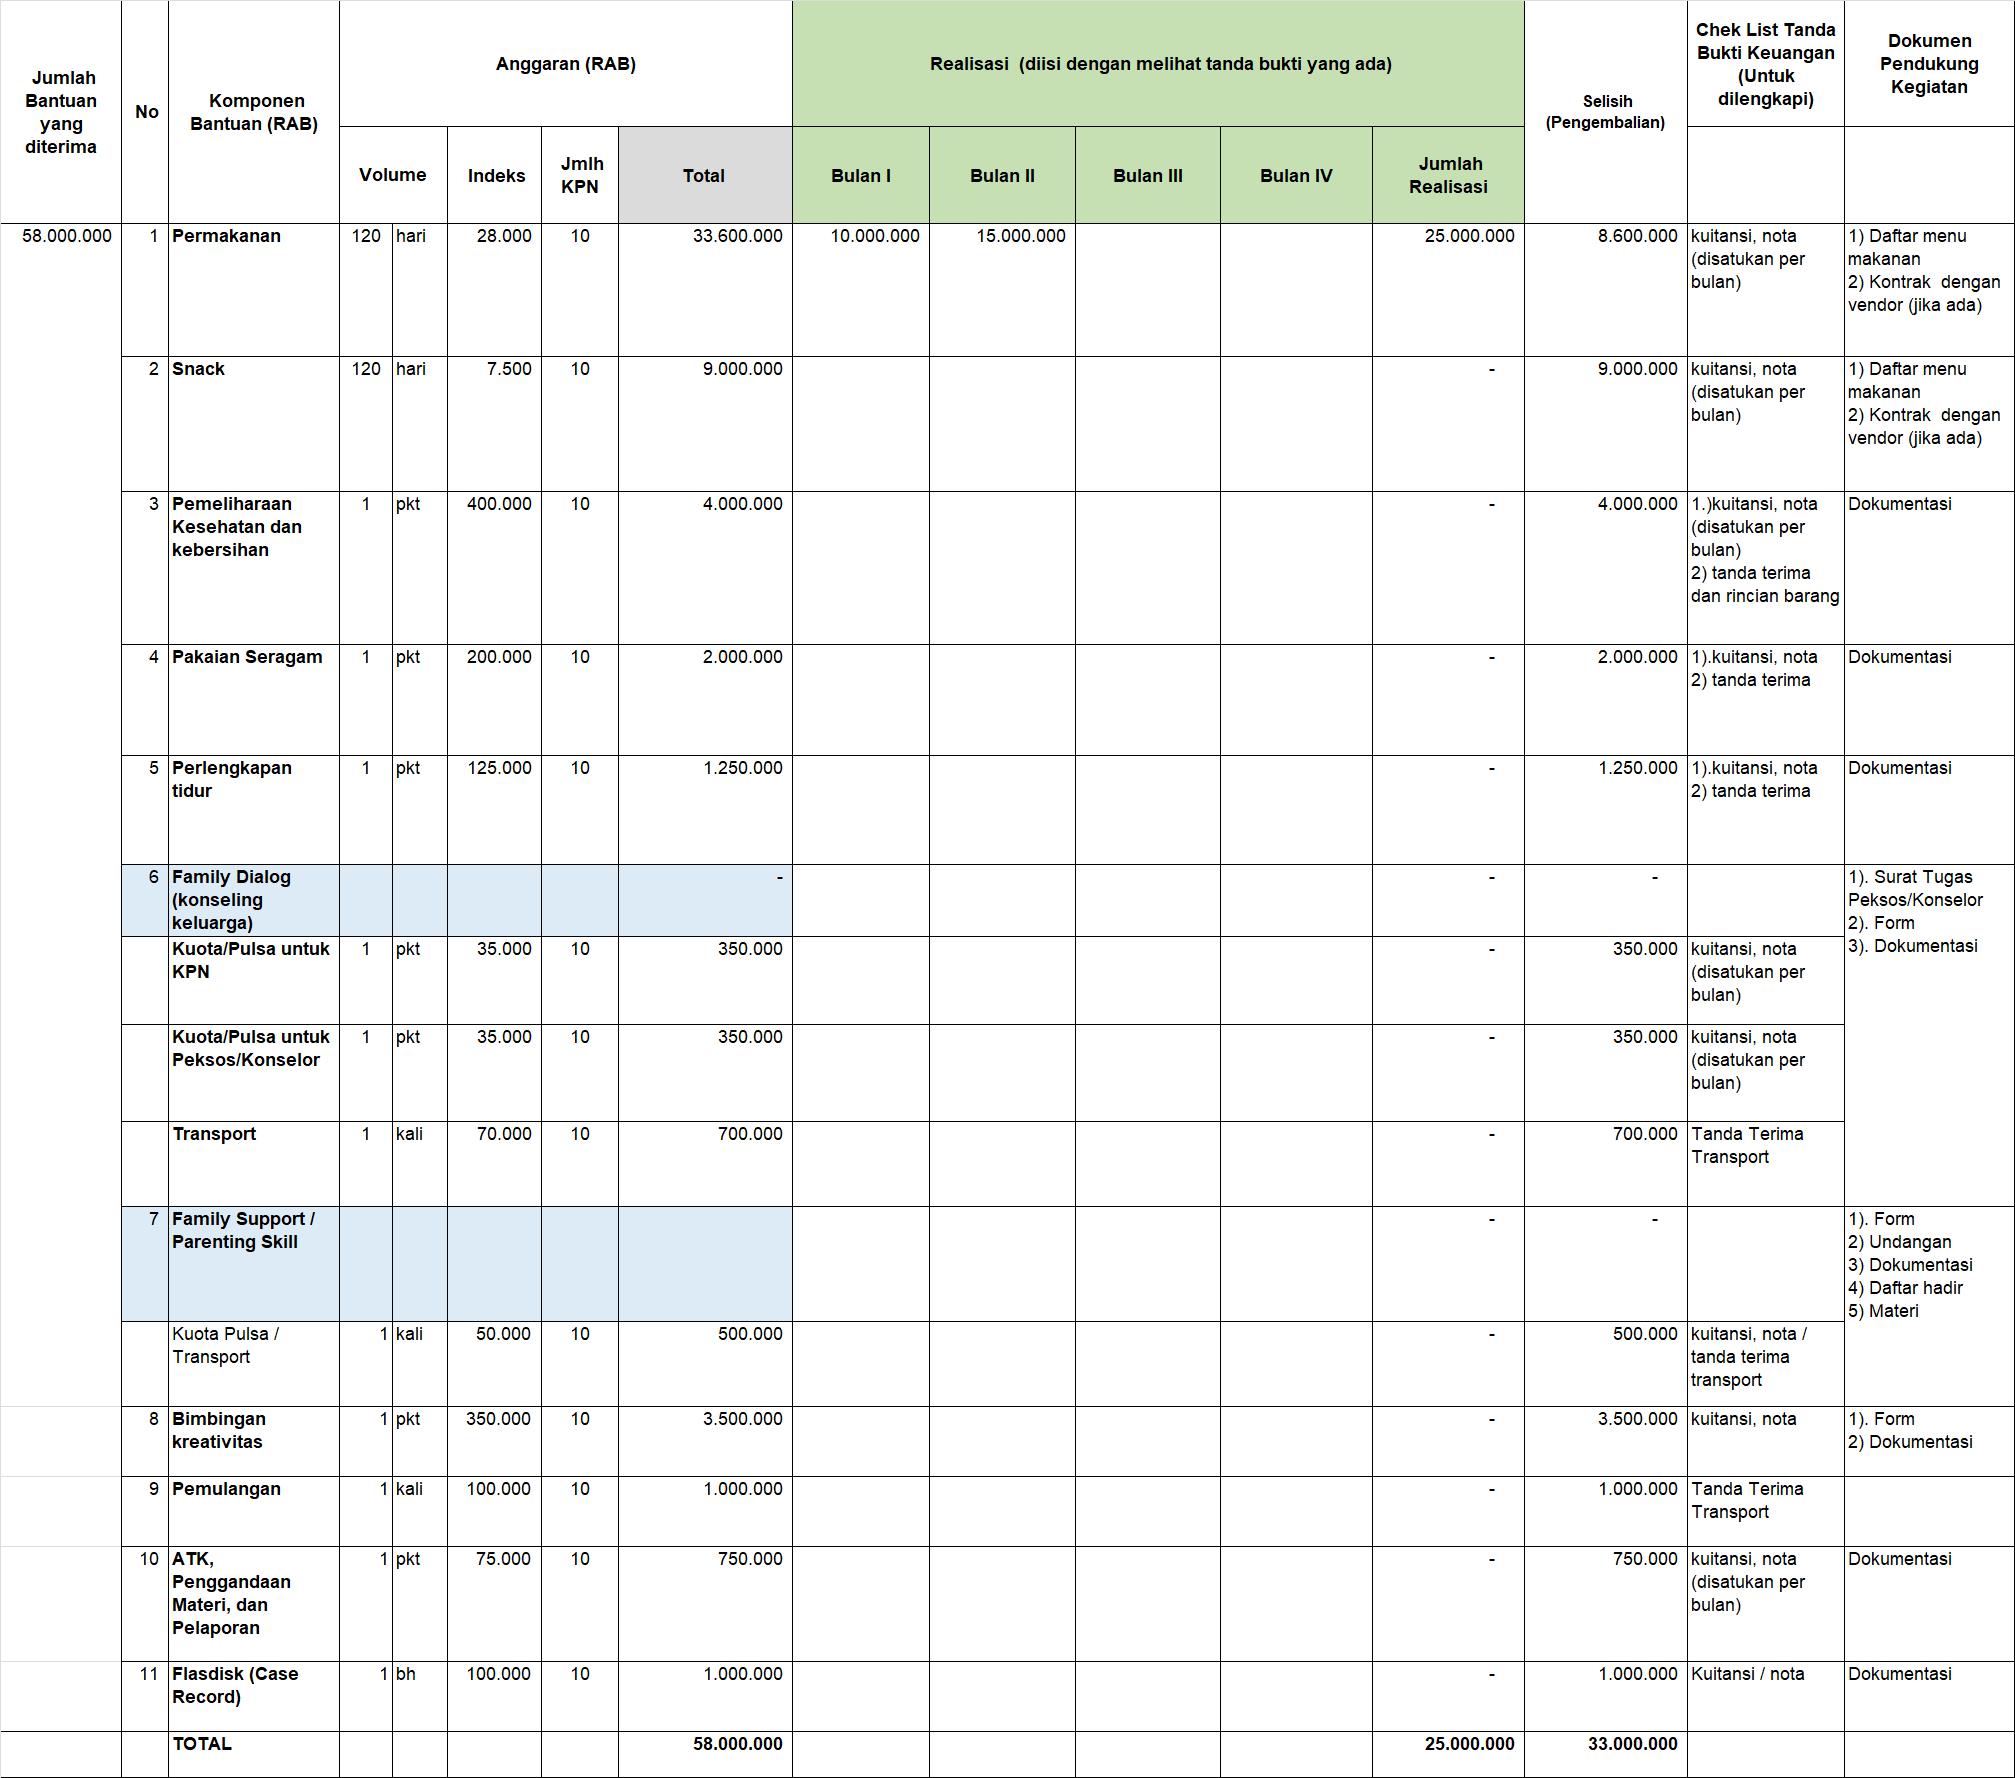 Jumlah
Bantuan
yang
diterima
No
Komponen
Bantuan (RAB)
Anggaran (RAB)
Realisasi  (diisi dengan melihat tanda bukti yang ada)
Selisih
(Pengembalian)
Chek List Tanda
Bukti Keuangan
(Untuk
dilengkapi)
Dokumen
Pendukung
Kegiatan
Volume
Indeks
Jmlh
KPN
Total
Bulan I
Bulan II
Bulan III
Bulan IV
Jumlah
Realisasi
58.000.000
1
Permakanan
120
hari
28.000
10
33.600.000
10.000.000
15.000.000
25.000.000
8.600.000
kuitansi, nota
(disatukan per
bulan)
1) Daftar menu
makanan
2) Kontrak  dengan
vendor (jika ada)
2
Snack
120
hari
7.500
10
9.000.000
-
9.000.000
kuitansi, nota
(disatukan per
bulan)
1) Daftar menu
makanan
2) Kontrak  dengan
vendor (jika ada)
3
Pemeliharaan
Kesehatan dan
kebersihan
1
pkt
400.000
10
4.000.000
-
4.000.000
1.)kuitansi, nota
(disatukan per
bulan)
2) tanda terima
dan rincian barang
Dokumentasi
4
Pakaian Seragam
1
pkt
200.000
10
2.000.000
-
2.000.000
1).kuitansi, nota
2) tanda terima
Dokumentasi
5
Perlengkapan
tidur
1
pkt
125.000
10
1.250.000
-
1.250.000
1).kuitansi, nota
2) tanda terima
Dokumentasi
6
Family Dialog
(konseling
keluarga)
-
-
-
1). Surat Tugas
Peksos/Konselor
2). Form
3). Dokumentasi
Kuota/Pulsa untuk
KPN
1
pkt
35.000
10
350.000
-
350.000
kuitansi, nota
(disatukan per
bulan)
Kuota/Pulsa untuk
Peksos/Konselor
1
pkt
35.000
10
350.000
-
350.000
kuitansi, nota
(disatukan per
bulan)
Transport
1
kali
70.000
10
700.000
-
700.000
Tanda Terima
Transport
7
Family Support /
Parenting Skill
-
-
1). Form
2) Undangan
3) Dokumentasi
4) Daftar hadir
5) Materi
Kuota Pulsa /
Transport
1
kali
50.000
10
500.000
-
500.000
kuitansi, nota /
tanda terima
transport
8
Bimbingan
kreativitas
1
pkt
350.000
10
3.500.000
-
3.500.000
kuitansi, nota
1). Form
2) Dokumentasi
9
Pemulangan
1
kali
100.000
10
1.000.000
-
1.000.000
Tanda Terima
Transport
10
ATK,
Penggandaan
Materi, dan
Pelaporan
1
pkt
75.000
10
750.000
-
750.000
kuitansi, nota
(disatukan per
bulan)
Dokumentasi
11
Flasdisk (Case
Record)
1
bh
100.000
10
1.000.000
-
1.000.000
Kuitansi / nota
Dokumentasi
TOTAL
58.000.000
25.000.000
33.000.000